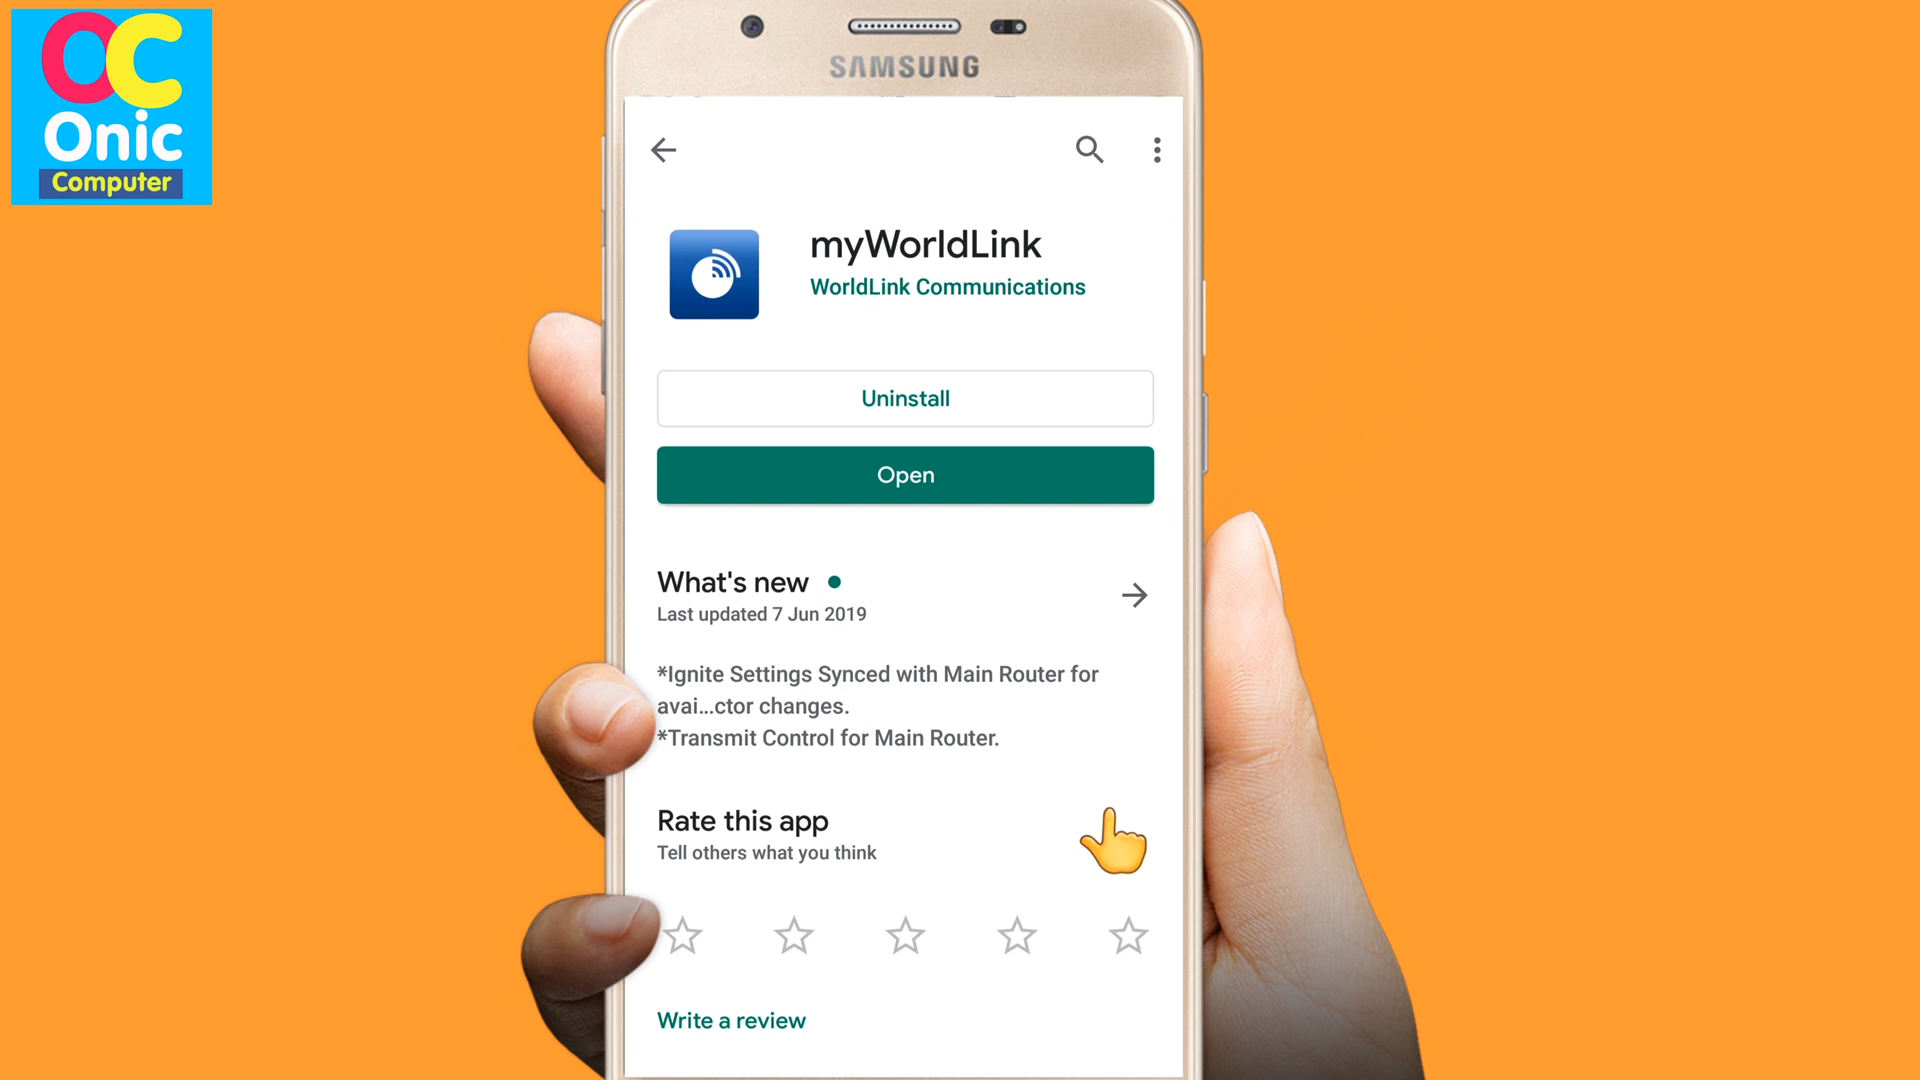 OC
Onic
Computer
SAMSUNG
myWorldLink
WorldLink Communications
Uninstall
Open
What's new
Last updated 7 Jun 2019
*Ignite Settings Synced with Main Router for
avai...ctor changes.
*Transmit Control for Main Router.
Rate this app
Tell others what you think
Write a review